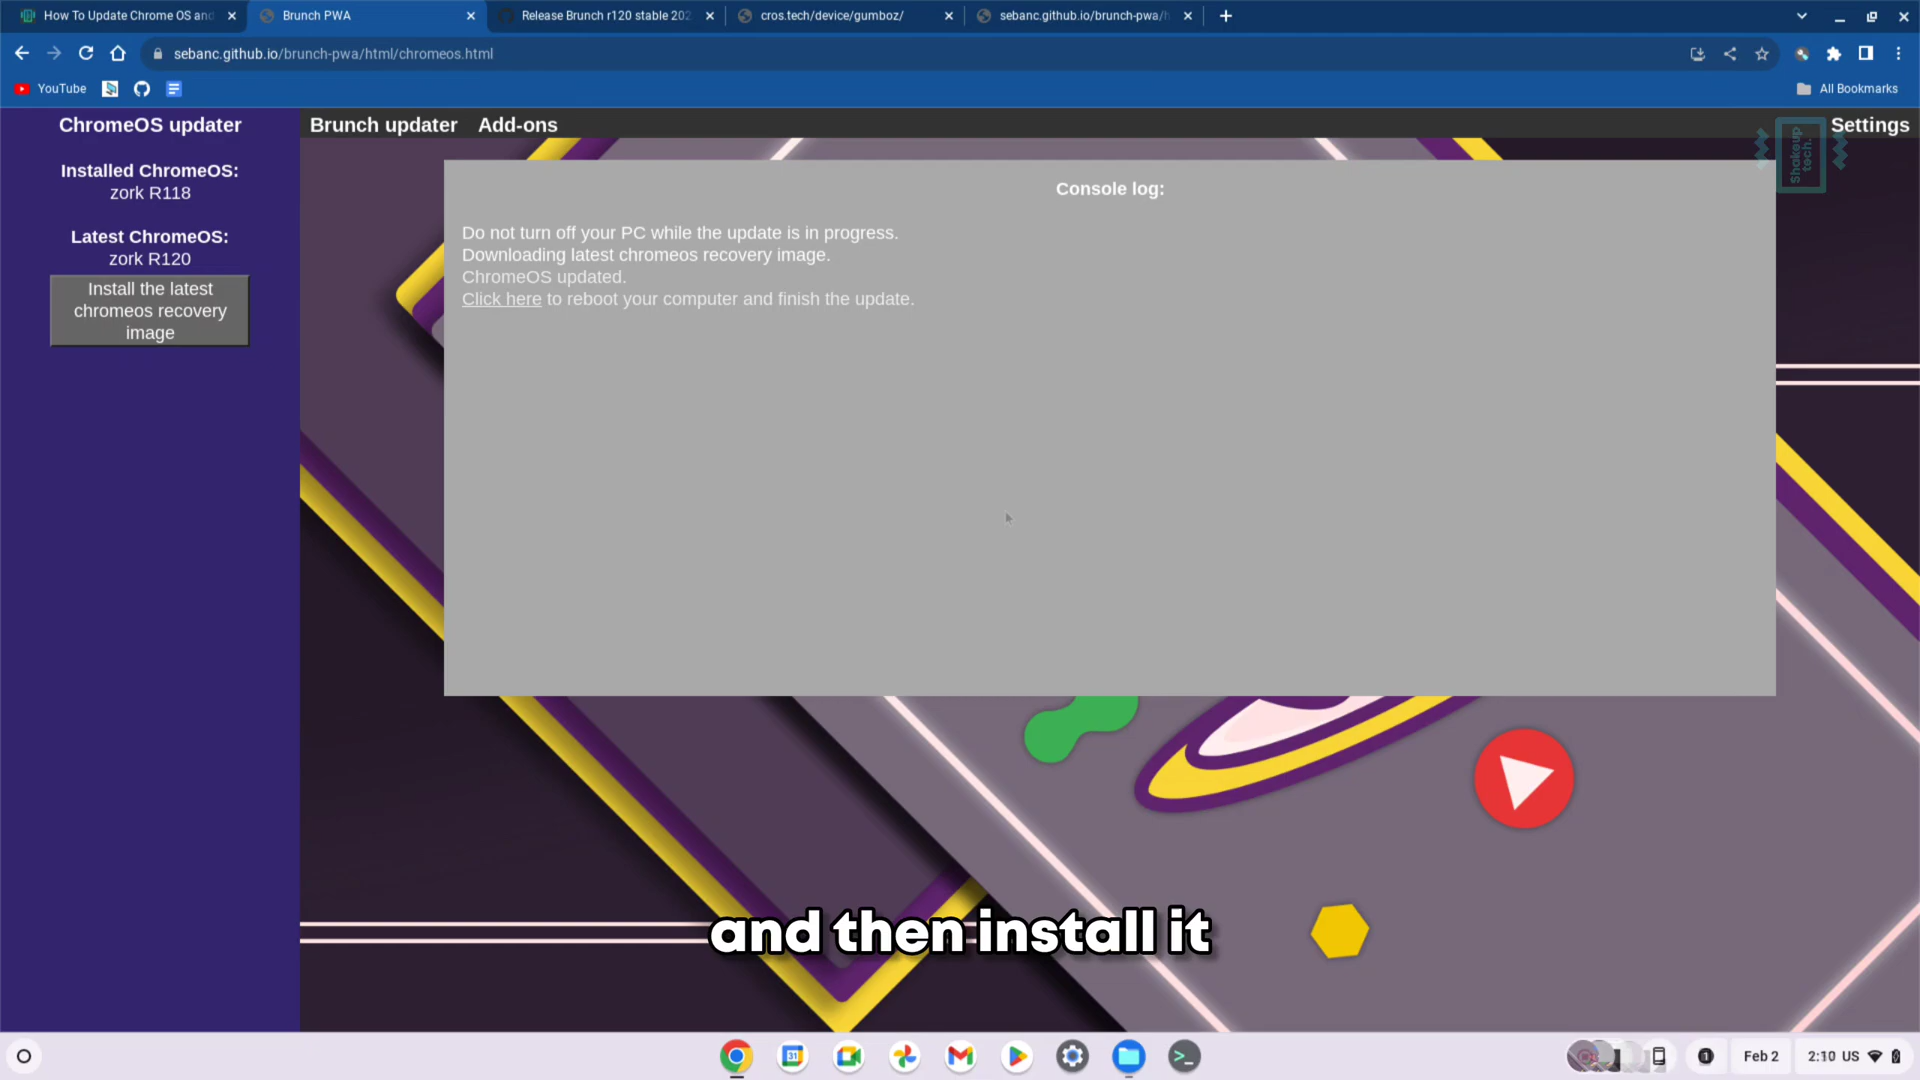 How To Update Chrome OS and
Brunch PWA
Release Brunch r120 stable 202
cros.tech/device/gumboz/
sebanc.github.io/brunch-pwa/h
sebanc.github.io/brunch-pwa/html/chromeos.html
YouTube
All Bookmarks
ChromeOS updater
Brunch updater
Add-ons
Settings
Shakeup
tech.
Installed ChromeOS:
zork R118
Latest ChromeOS:
zork R120
Install the latest
chromeos recovery
image
Console log:
Do not turn off your PC while the update is in progress.
Downloading latest chromeos recovery image.
ChromeOS updated.
Click here to reboot your computer and finish the update.
and then install it
31
1
Feb 2
2:10 US